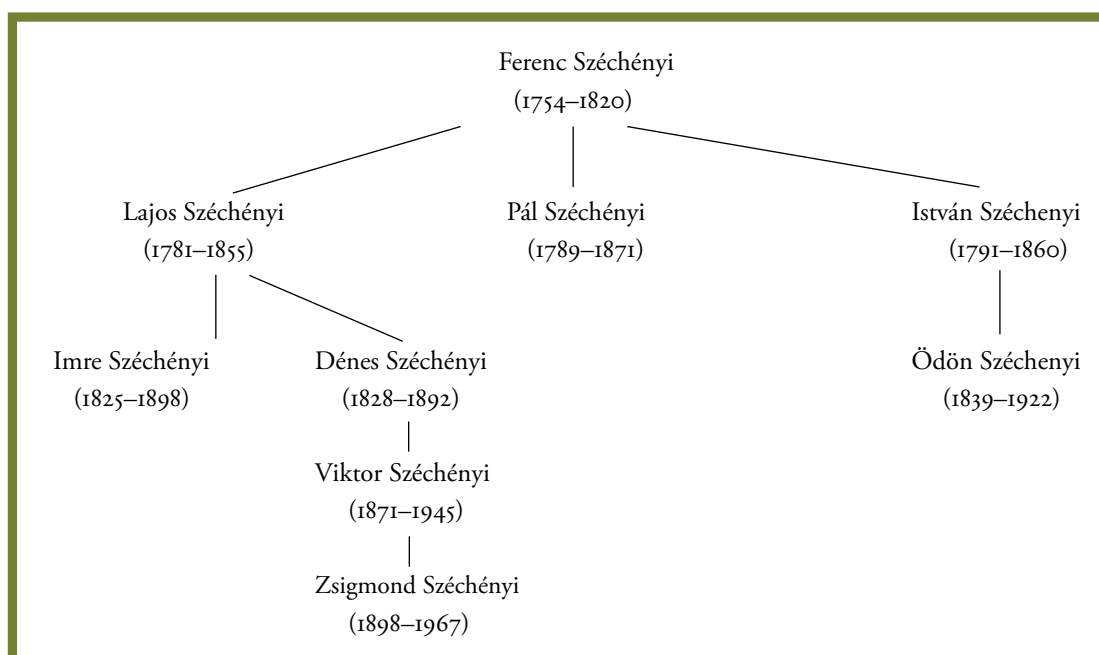 Ferenc Széchényi
(1754–1820)
Lajos Széchényi
(1781–1855)
Pál Széchényi
(1789–1871)
István Széchenyi
(1791–1860)
Imre Széchényi
(1825–1898)
Dénes Széchényi
(1828–1892)
Ödön Széchenyi
(1839–1922)
Viktor Széchényi
(1871–1945)
Zsigmond Széchényi
(1898–1967)